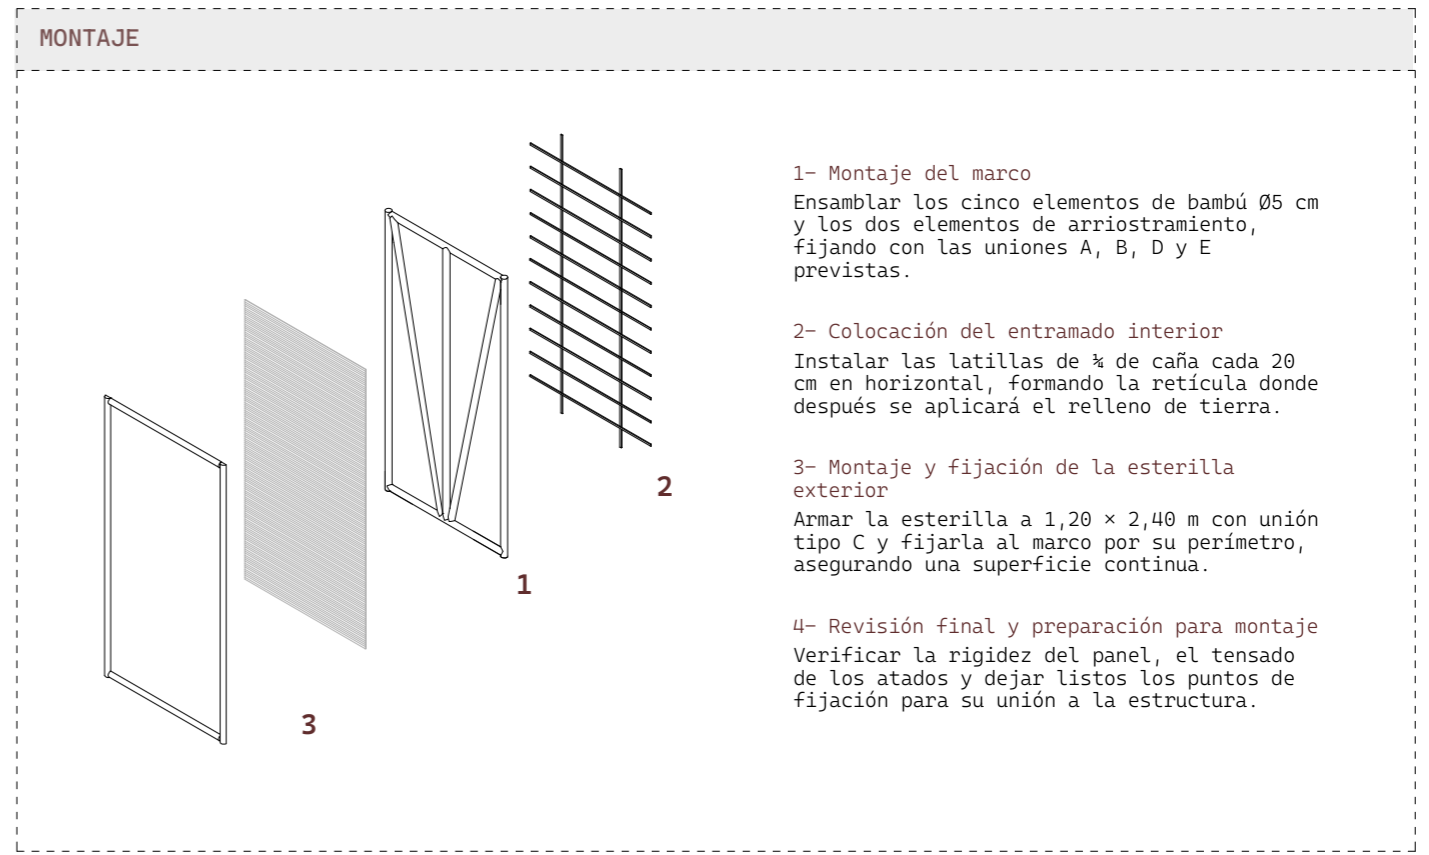 MONTAJE
1- Montaje del marco
Ensamblar los cinco elementos de bambú Ø5 cm
y los dos elementos de arriostramiento,
fijando con las uniones A, B, D y E
previstas.
2- Colocación del entramado interior
Instalar las latillas de ¾ de caña cada 20
cm en horizontal, formando la retícula donde
después se aplicará el relleno de tierra.
3- Montaje y fijación de la esterilla
exterior
Armar la esterilla a 1,20 × 2,40 m con unión
tipo C y fijarla al marco por su perímetro,
asegurando una superficie continua.
4- Revisión final y preparación para montaje
Verificar la rigidez del panel, el tensado
de los atados y dejar listos los puntos de
fijación para su unión a la estructura.
2
1
3